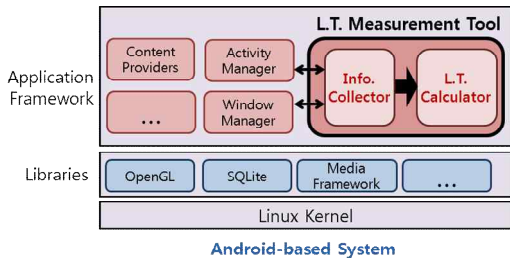 L.T. Measurement Tool
Application
Framework
Content
Providers
Activity
Manager
...
Window
Manager
Info.
Collector
L.T.
Calculator
Libraries
OpenGL
SQLite
Media
Framework
...
Linux Kernel
Android-based System